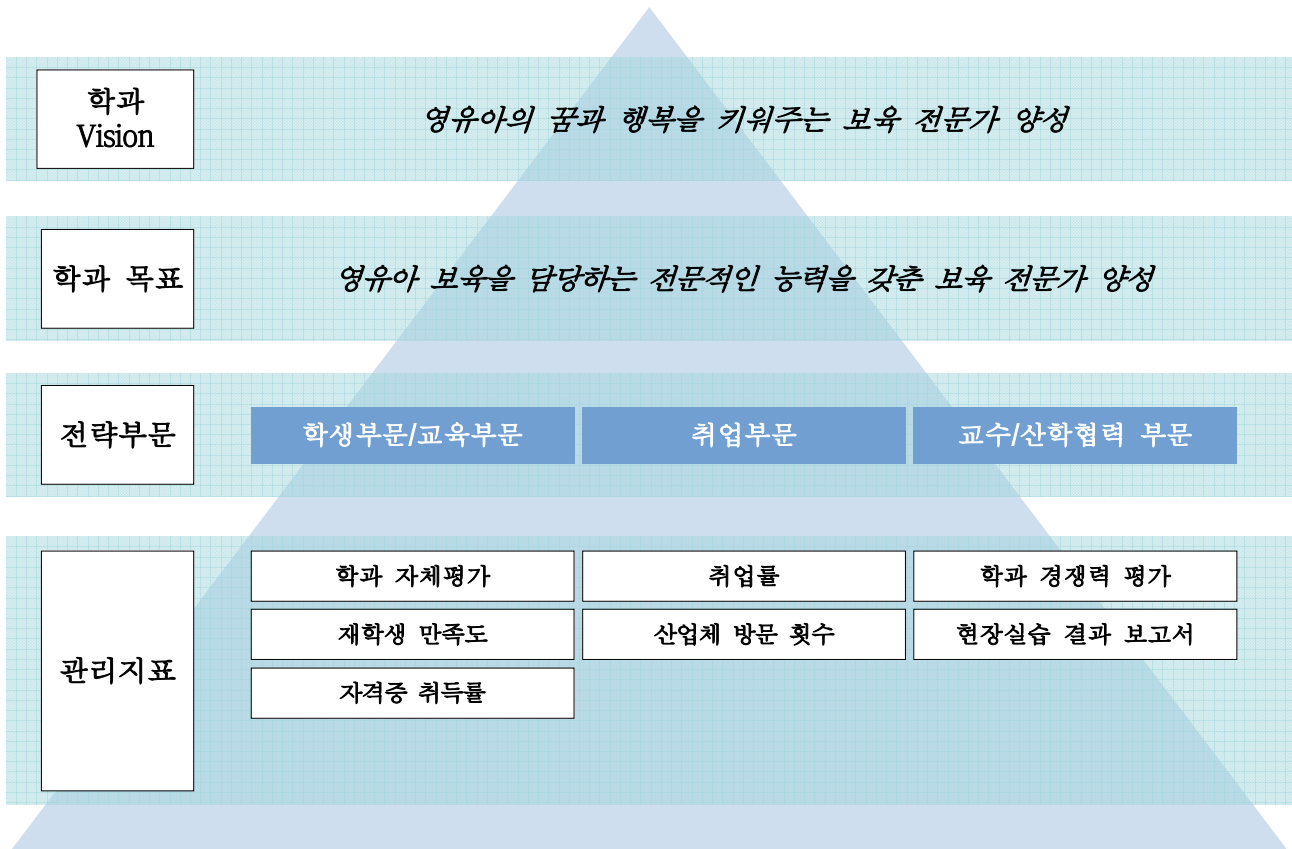 학과
Vision
영유아의 꿈과 행복을 키워주는 보육 전문가 양성
학과 목표
영유아 보육을 담당하는 전문적인 능력을 갖춘 보육 전문가 양성
전략부문
학생부문/교육부문
취업부문
교수/산학협력 부문
관리지표
학과 자체평가
취업률
학과 경쟁력 평가
재학생 만족도
산업체 방문 횟수
현장실습 결과 보고서
자격증 취득률